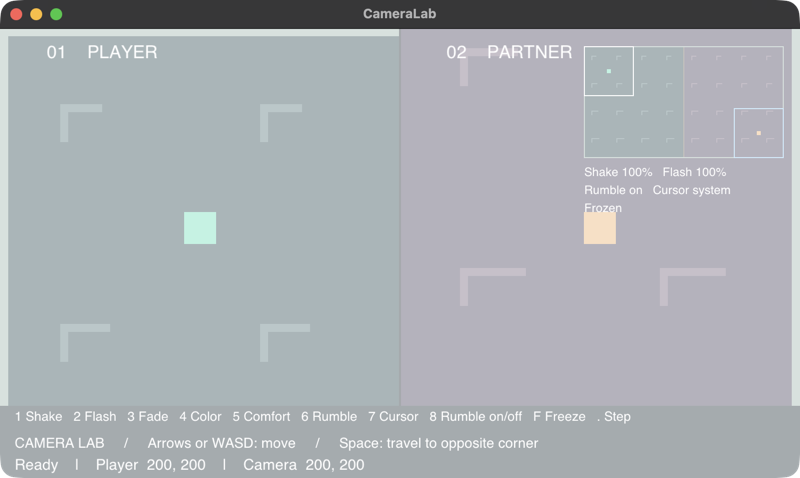 CameraLab
01 PLAYER
02 PARTNER
Shake 100% Flash 100%
Rumble on Cursor system
Frozen
1 Shake 2 Flash 3 Fade 4 Color 5 Comfort 6 Rumble 7 Cursor 8 Rumble on/off F Freeze . Step
CAMERA LAB / Arrows or WASD: move / Space: travel to opposite corner
Ready | Player 200, 200 | Camera 200, 200